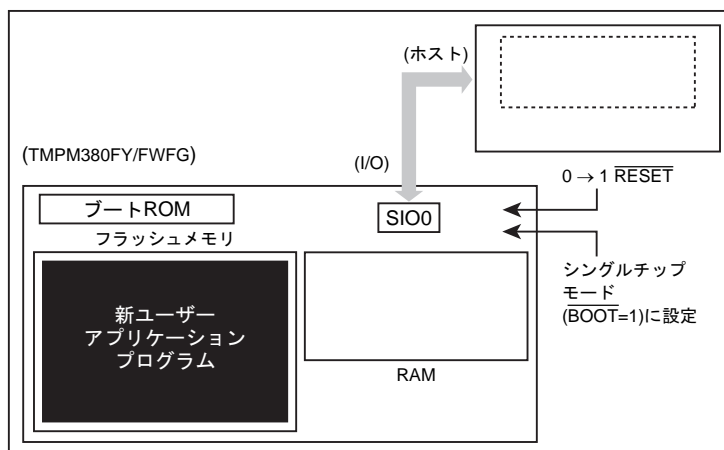 (ホスト)
(TMPM380FY/FWFG)
(I/O)
0 → 1 RESET
ブートROM
SIO0
フラッシュメモリ
シングルチップ
モード
(BOOT=1)に設定
新ユーザー
アプリケーション
プログラム
RAM